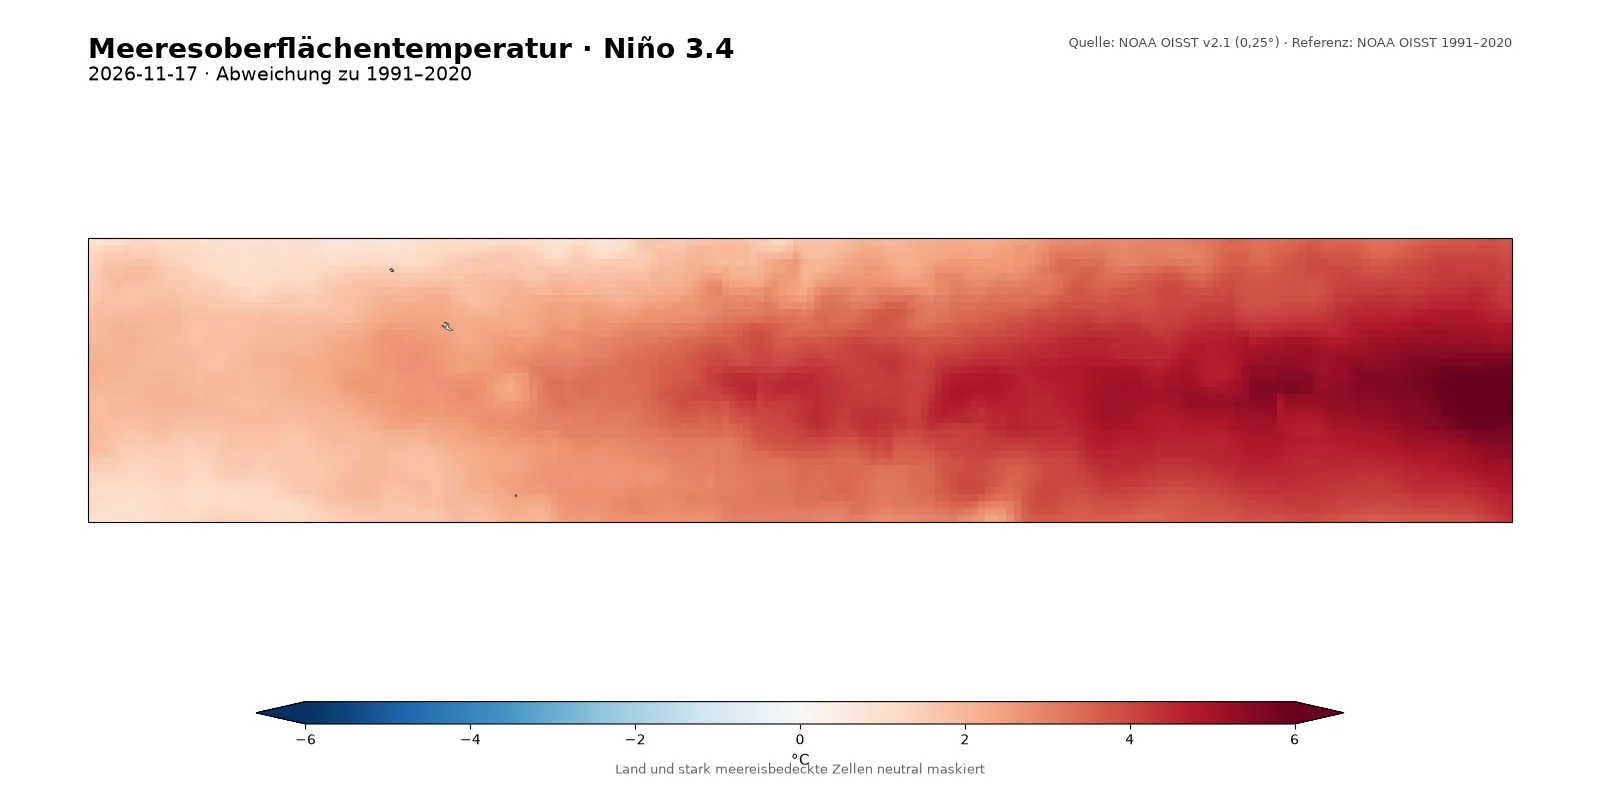 Meeresoberflächentemperatur · Niño 3.4
2026-11-17 · Abweichung zu 1991–2020
Quelle: NOAA OISST v2.1 (0,25°) · Referenz: NOAA OISST 1991–2020
−6 −4 −2 0 2 4 6
°C
Land und stark meereisbedeckte Zellen neutral maskiert